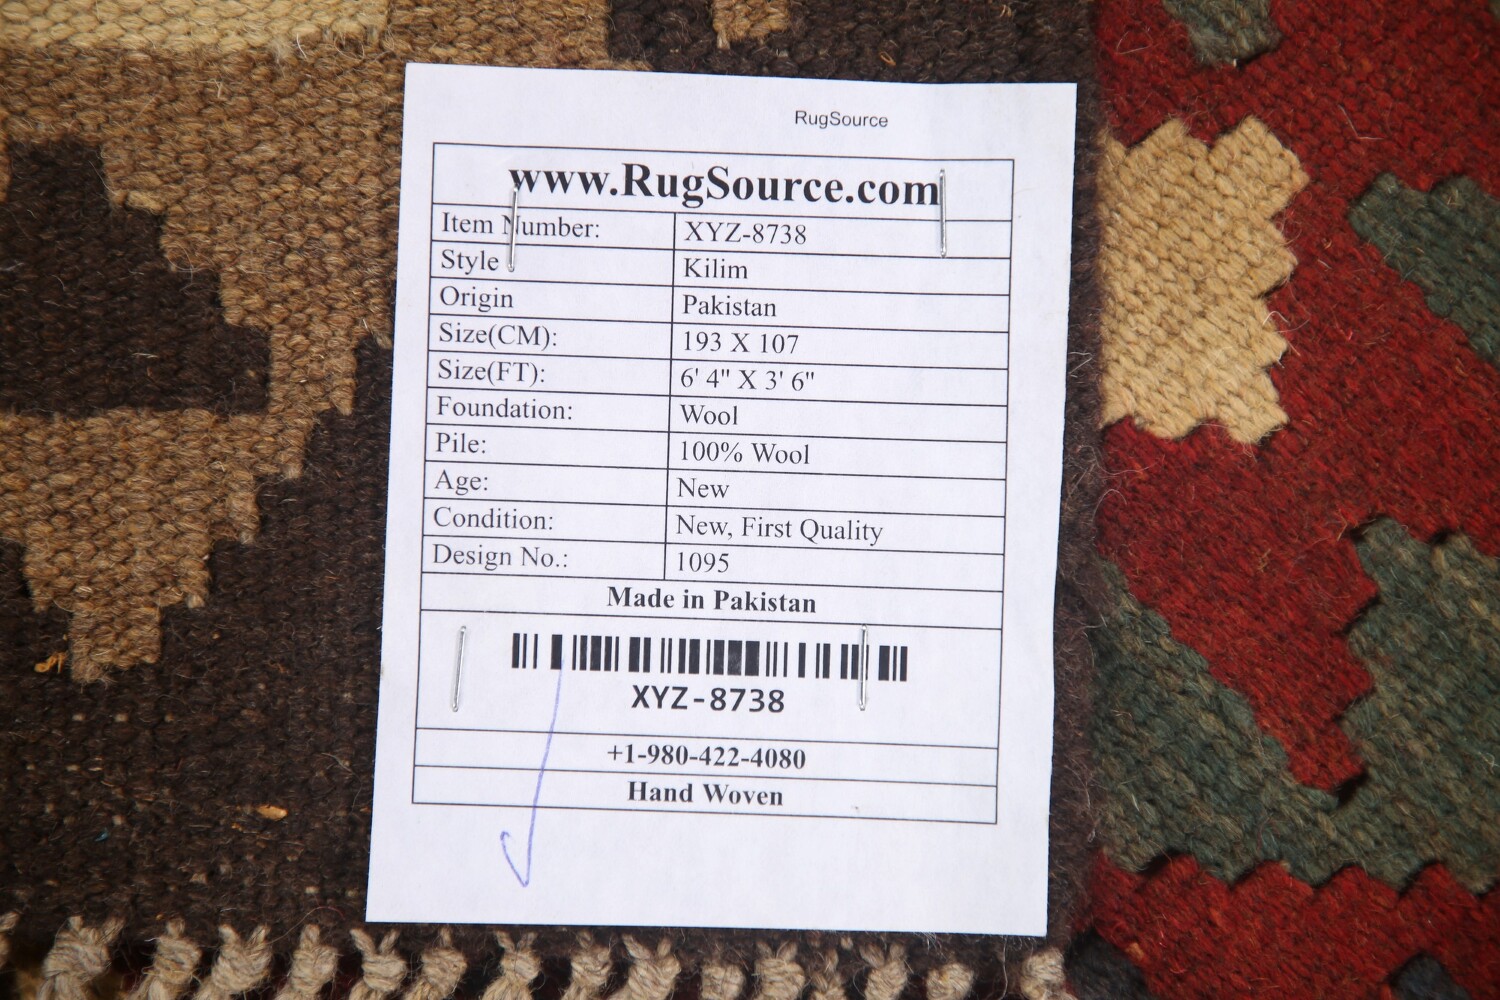 RugSource
www.RugSource.com
Item Number: XYZ-8738
Style Kilim
Origin Pakistan
Size(CM): 193 X 107
Size(FT): 6' 4" X 3' 6"
Foundation: Wool
Pile: 100% Wool
Age: New
Condition: New, First Quality
Design No.: 1095
Made in Pakistan
XYZ-8738
+1-980-422-4080
Hand Woven